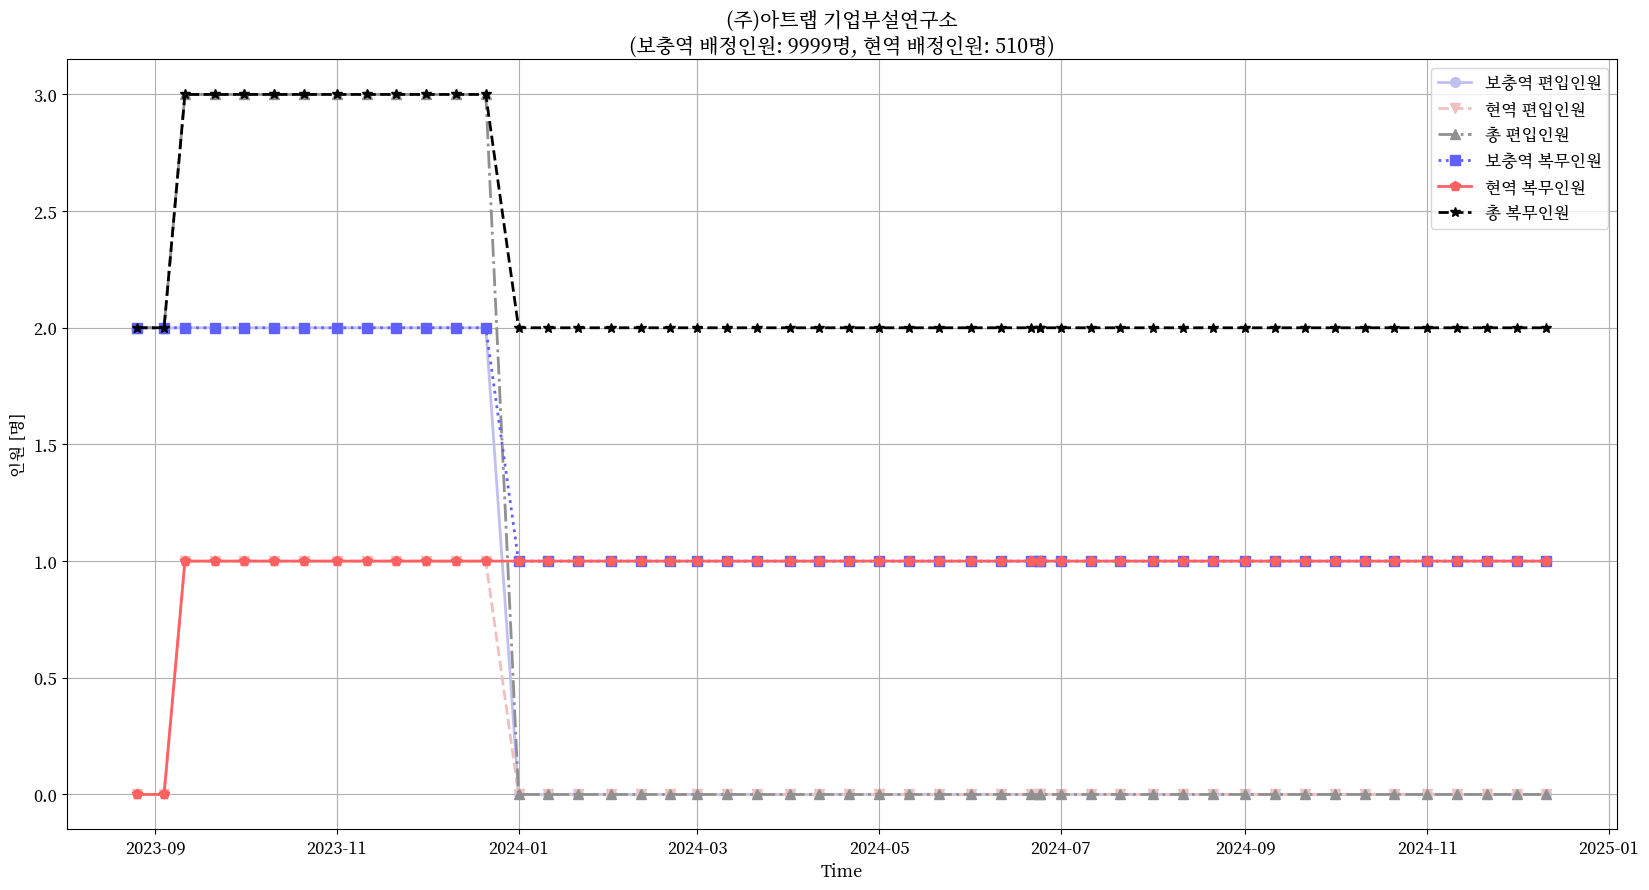 (주)아트랩 기업부설연구소
(보충역 배정인원: 9999명, 현역 배정인원: 510명)
보충역 편입인원
현역 편입인원
총 편입인원
보충역 복무인원
현역 복무인원
총 복무인원
3.0
2.5
2.0
1.5
1.0
0.5
0.0
인원 [명]
2023-09 2023-11 2024-01 2024-03 2024-05 2024-07 2024-09 2024-11 2025-01
Time